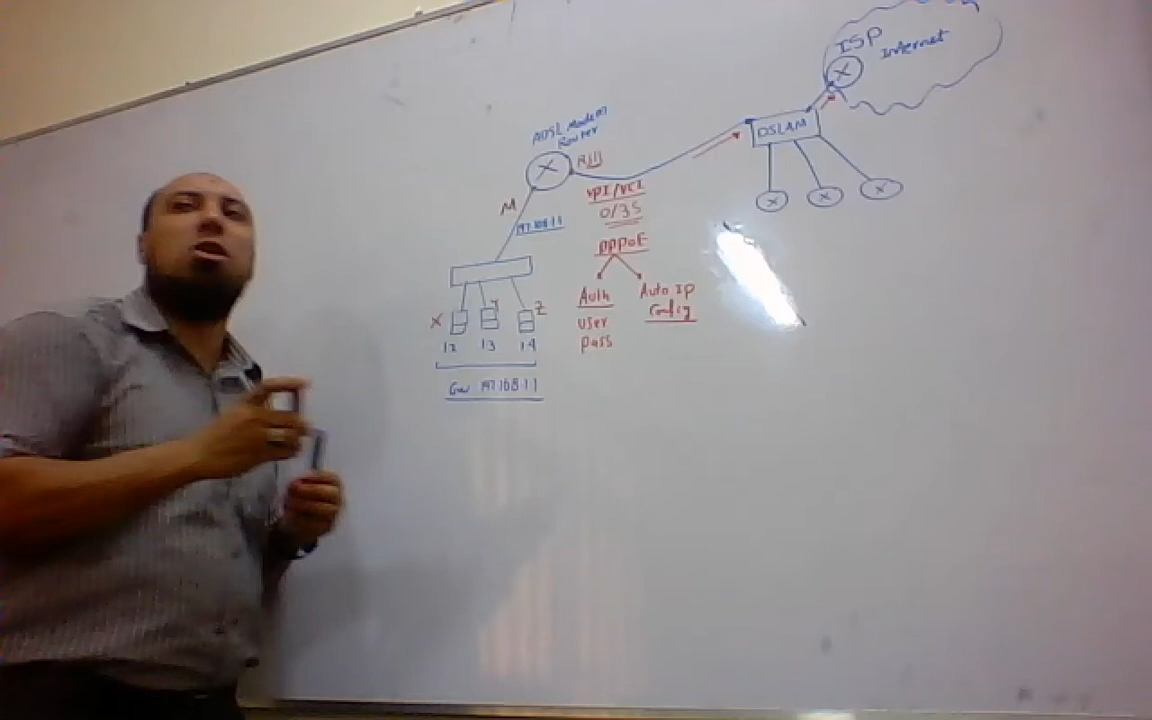 ISP
Internet
ADSL Modem
Router
RJ11
DSLAM
X
X
X
X
X
M
192.168.1.1
VPI/VCI
0/35
PPPoE
Auth
user
pass
Auto IP
Config
X
Y
Z
12
13
14
GW 192.168.1.1